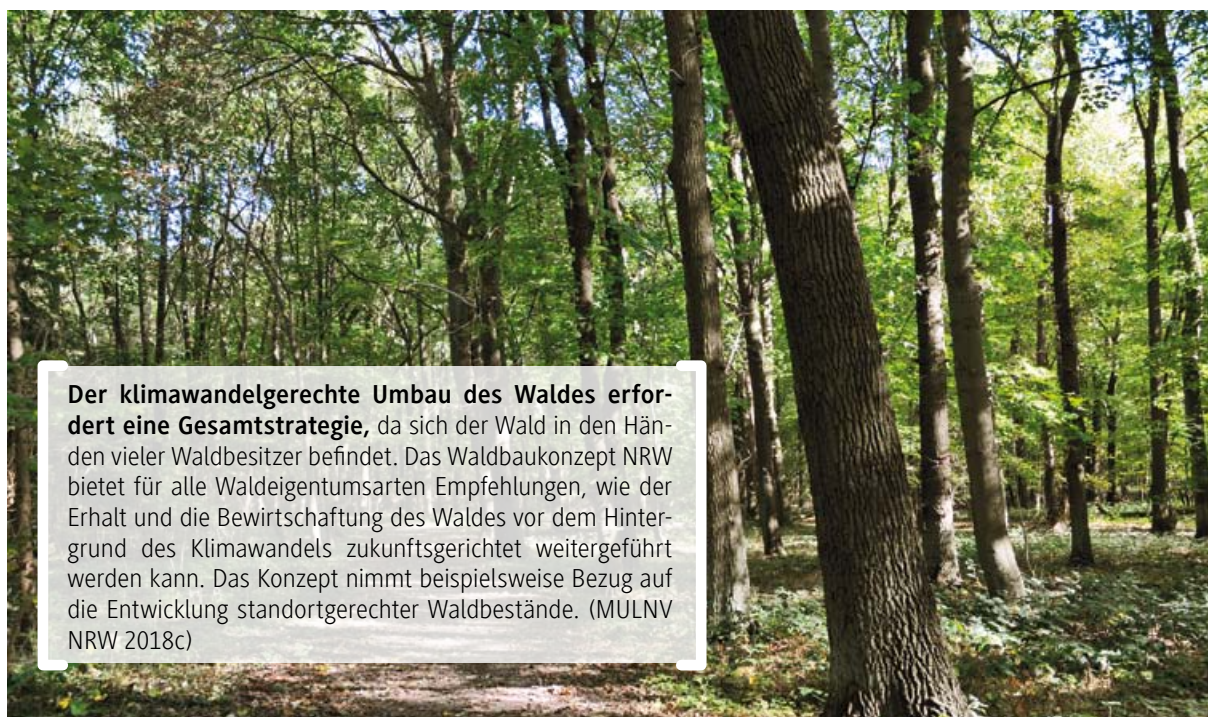 Der klimawandelgerechte Umbau des Waldes erfor-
dert eine Gesamtstrategie, da sich der Wald in den Hän-
den vieler Waldbesitzer befindet. Das Waldbaukonzept NRW
bietet für alle Waldeigentumsarten Empfehlungen, wie der
Erhalt und die Bewirtschaftung des Waldes vor dem Hinter-
grund des Klimawandels zukunftsgerichtet weitergeführt
werden kann. Das Konzept nimmt beispielsweise Bezug auf
die Entwicklung standortgerechter Waldbestände. (MULNV
NRW 2018c)